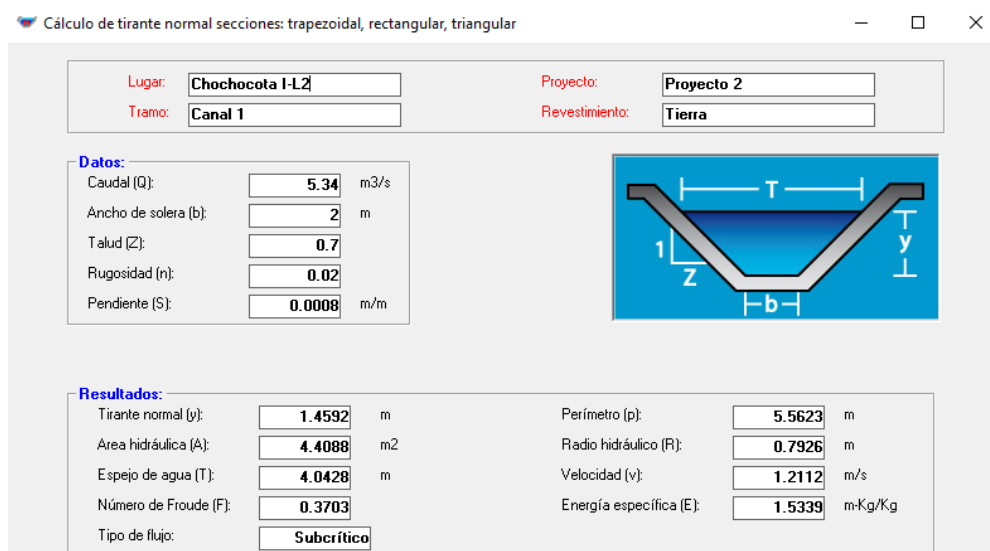 Cálculo de tirante normal secciones: trapezoidal, rectangular, triangular
Lugar: Chochocota I-L2 Proyecto: Proyecto 2
Tramo: Canal 1 Revestimiento: Tierra
Datos:
Caudal (Q): 5.34 m3/s
Ancho de solera (b): 2 m
Talud (Z): 0.7
Rugosidad (n): 0.02
Pendiente (S): 0.0008 m/m
T
1
Z
y
b
Resultados:
Tirante normal (y): 1.4592 m Perímetro (p): 5.5623 m
Area hidráulica (A): 4.4088 m2 Radio hidráulico (R): 0.7926 m
Espejo de agua (T): 4.0428 m Velocidad (v): 1.2112 m/s
Número de Froude (F): 0.3703 Energía específica (E): 1.5339 m-Kg/Kg
Tipo de flujo: Subcrítico